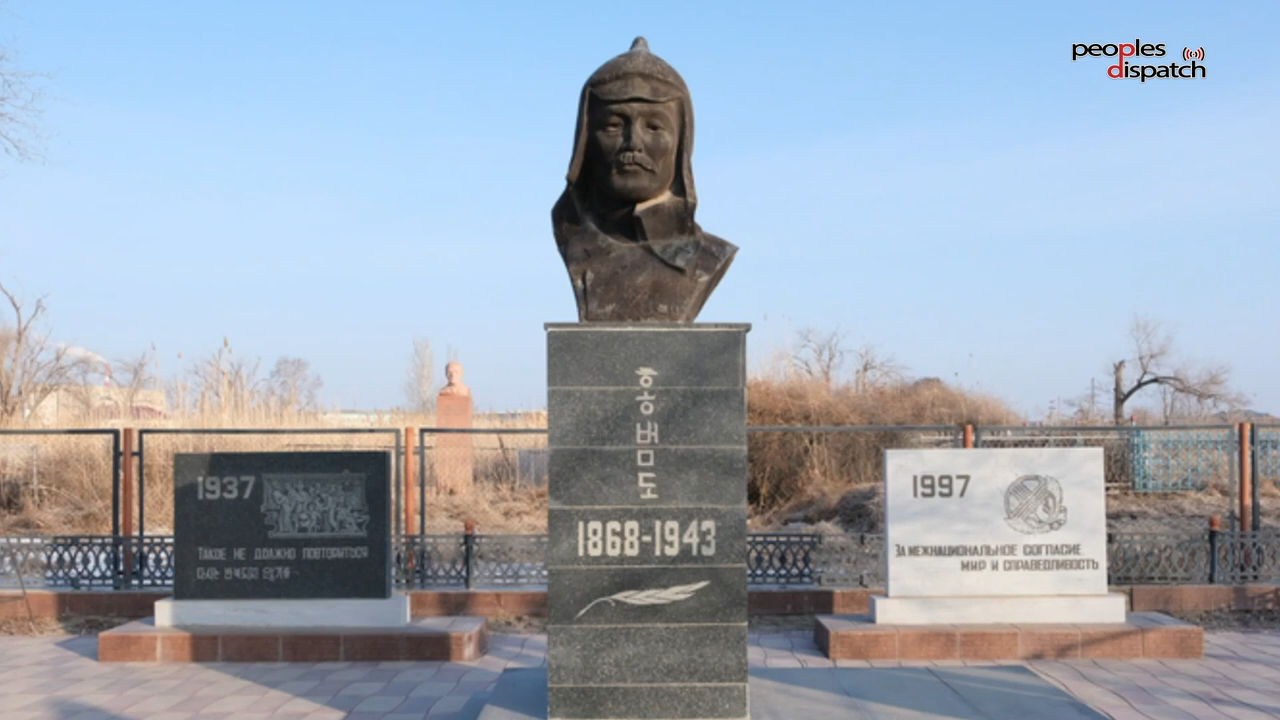 peoples
dispatch
홍범도
1868-1943
1937
ТАКОЕ НЕ ДОЛЖНО ПОВТОРИТЬСЯ
1997
ЗА МЕЖНАЦИОНАЛЬНОЕ СОГЛАСИЕ
МИР И СПРАВЕДЛИВОСТЬ